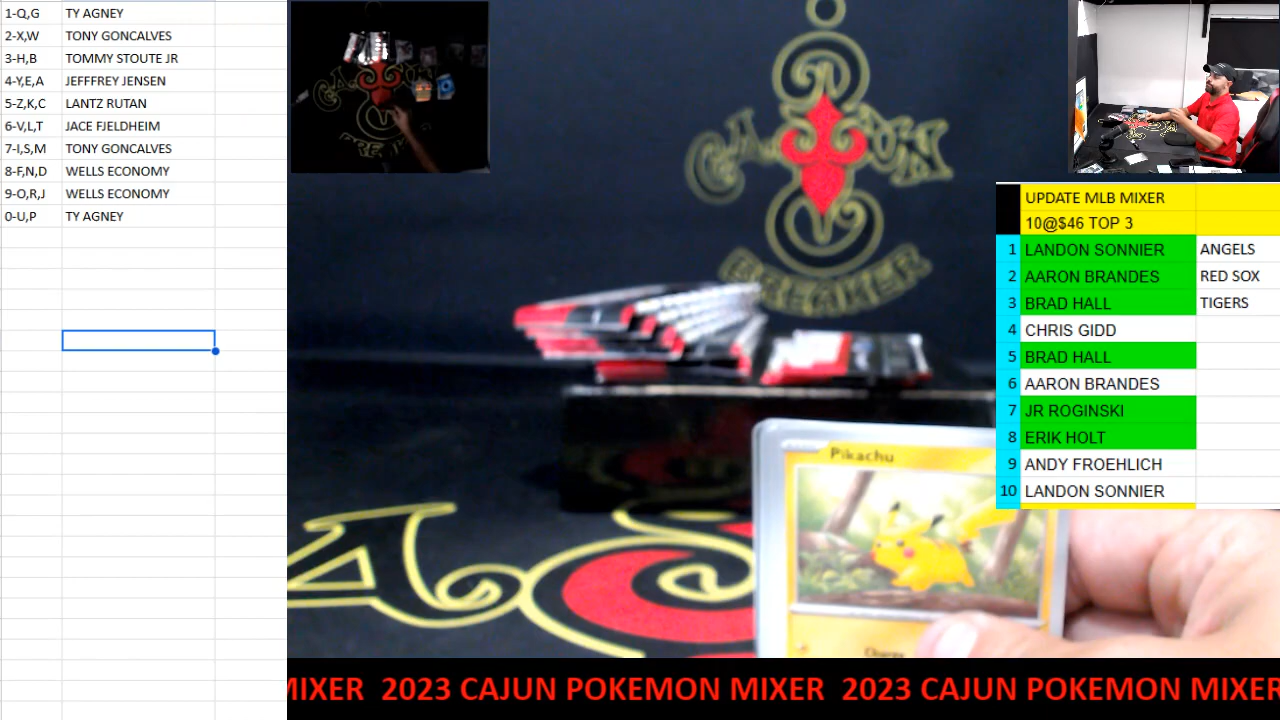 1-Q,G TY AGNEY
2-X,W TONY GONCALVES
3-H,B TOMMY STOUTE JR
4-Y,E,A JEFFFREY JENSEN
5-Z,K,C LANTZ RUTAN
6-V,L,T JACE FJELDHEIM
7-I,S,M TONY GONCALVES
8-F,N,D WELLS ECONOMY
9-O,R,J WELLS ECONOMY
0-U,P TY AGNEY
CAJUN
BREAKER
UPDATE MLB MIXER
10@$46 TOP 3
1 LANDON SONNIER ANGELS
2 AARON BRANDES RED SOX
3 BRAD HALL TIGERS
4 CHRIS GIDD
5 BRAD HALL
6 AARON BRANDES
7 JR ROGINSKI
8 ERIK HOLT
9 ANDY FROEHLICH
10 LANDON SONNIER
Pikachu
MIXER 2023 CAJUN POKEMON MIXER 2023 CAJUN POKEMON MIXER